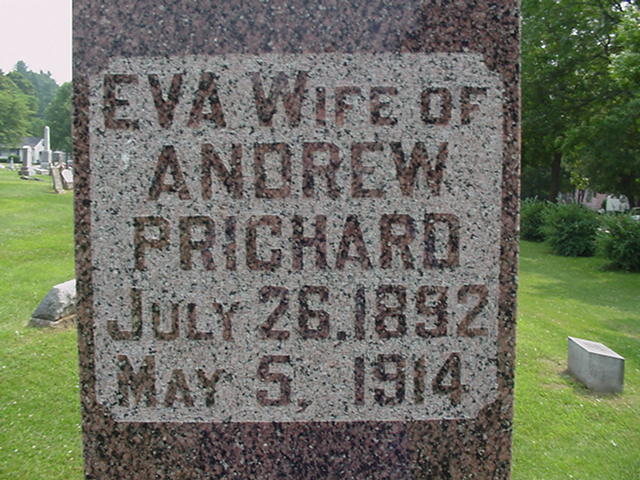 EVA WIFE OF
ANDREW
PRICHARD
JULY 26.1892
MAY 5, 1914